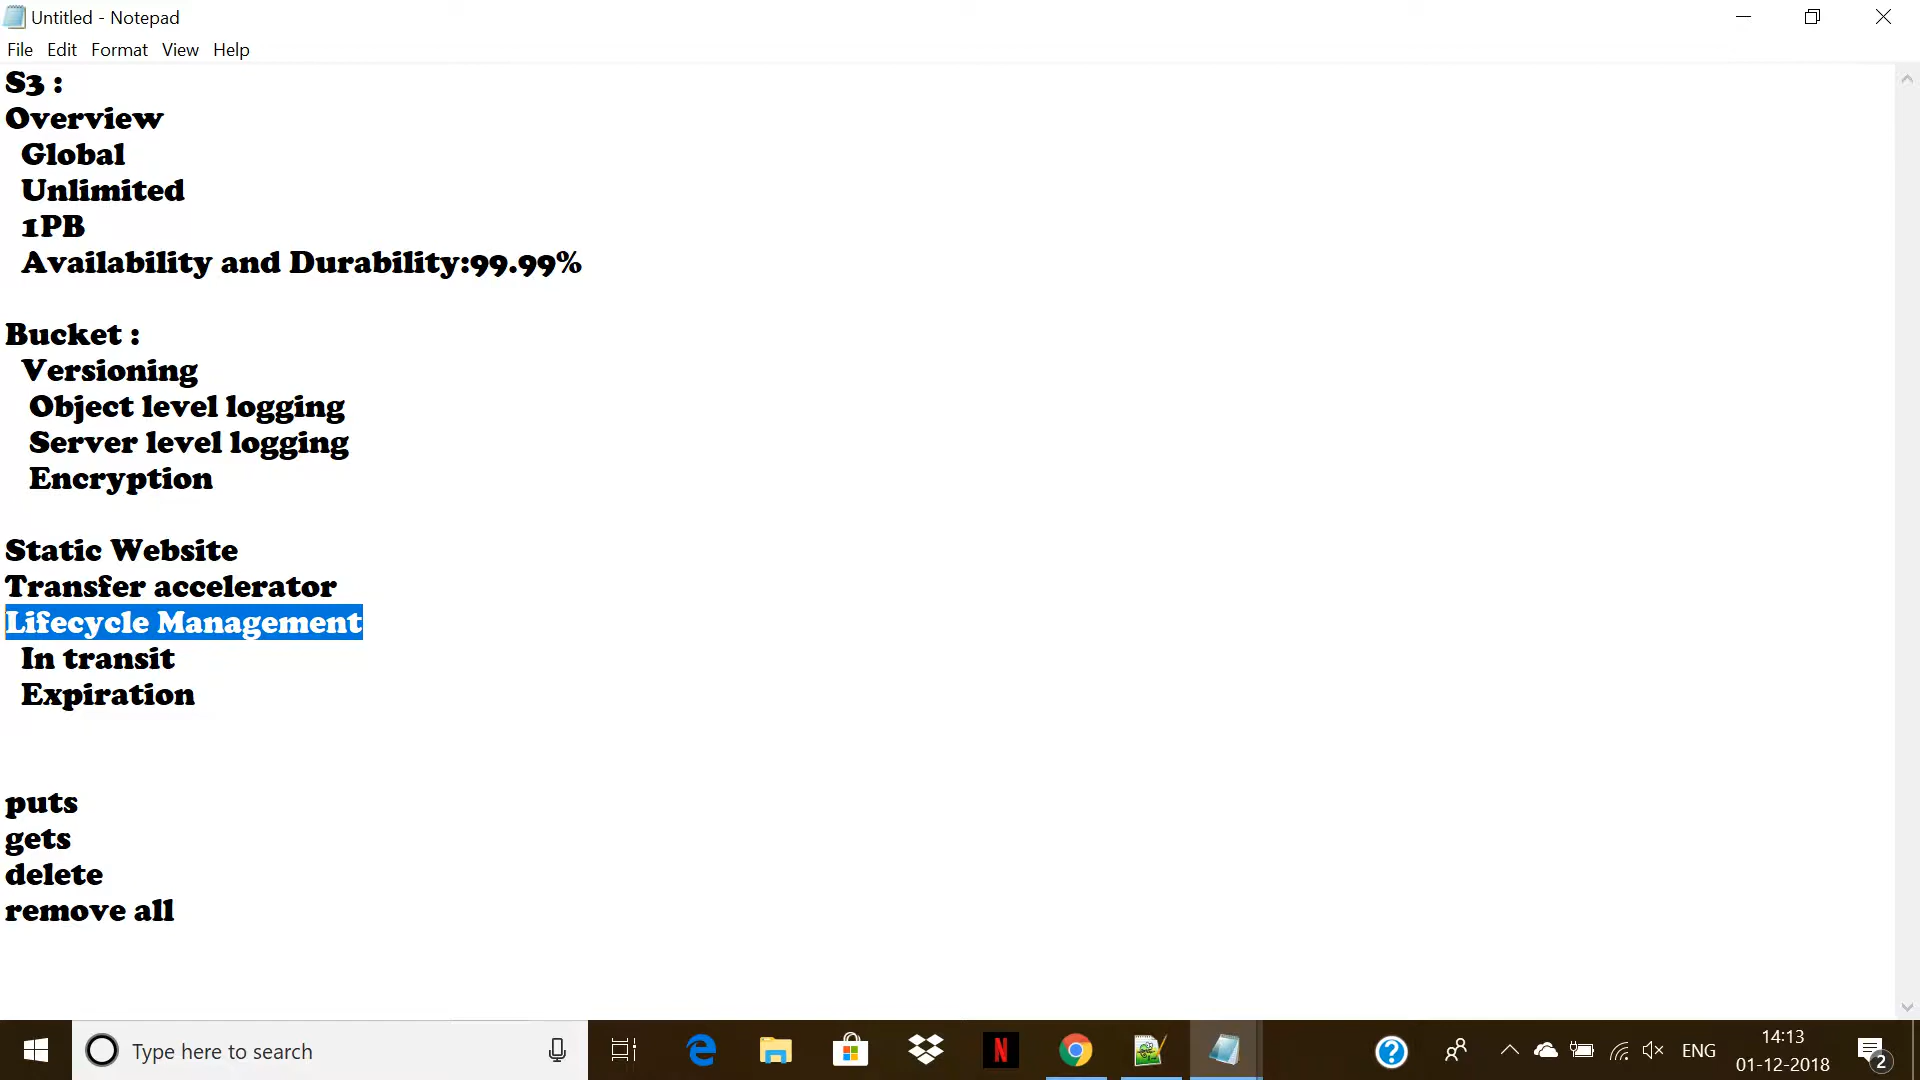 Untitled - Notepad
File Edit Format View Help
S3 :
Overview
Global
Unlimited
1PB
Availability and Durability:99.99%
Bucket :
Versioning
Object level logging
Server level logging
Encryption
Static Website
Transfer accelerator
Lifecycle Management
In transit
Expiration
puts
gets
delete
remove all
Type here to search
N
ENG
14:13
01-12-2018
2